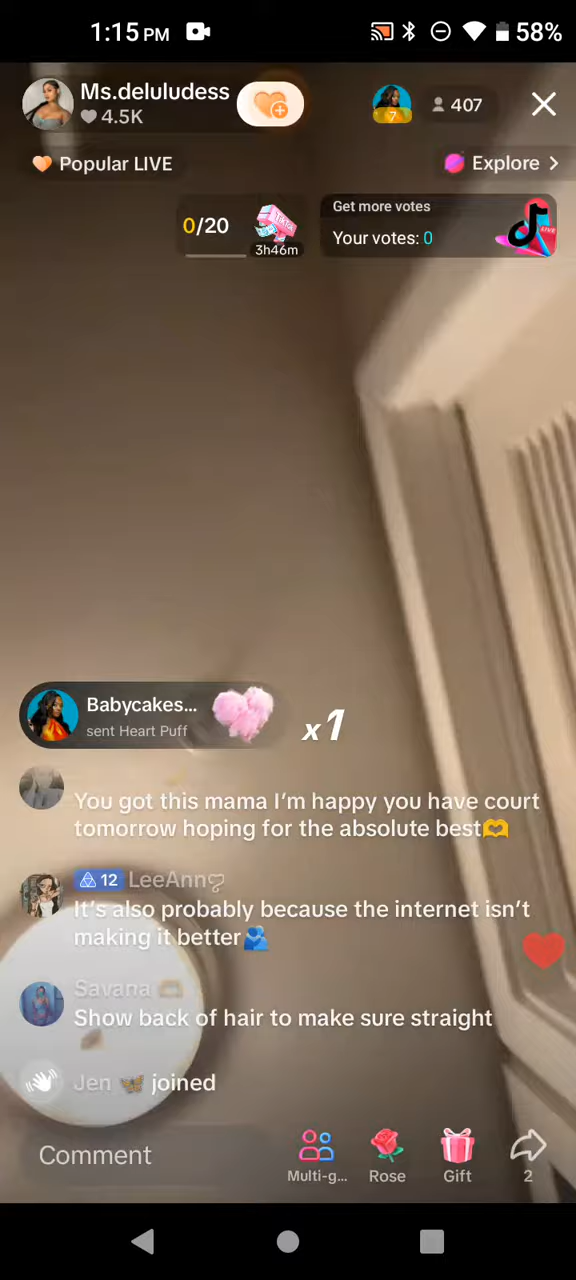 1:15 PM
58%
Ms.deluludess
4.5K
7
407
Popular LIVE
Explore >
0/20
3h46m
Get more votes
Your votes: 0
LIVE
Babycakes...
sent Heart Puff
x1
You got this mama I'm happy you have court
tomorrow hoping for the absolute best🫶
12 LeeAnn
It's also probably because the internet isn't
making it better🫂
Savana 🫶
Show back of hair to make sure straight
Jen 🦋 joined
Comment
Multi-g...
Rose
Gift
2